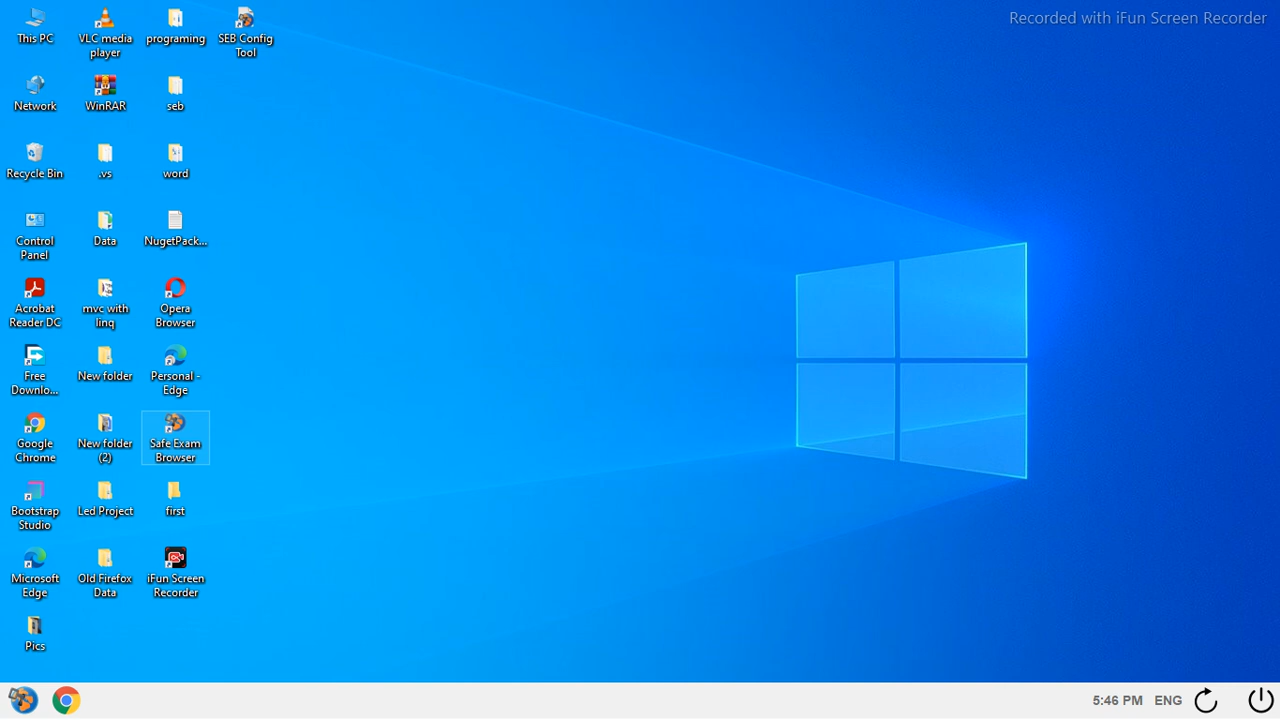 Recorded with iFun Screen Recorder
This PC
VLC media
player
programing
SEB Config
Tool
Network
WinRAR
seb
Recycle Bin
.vs
word
Control
Panel
Data
NugetPack...
Acrobat
Reader DC
mvc with
linq
Opera
Browser
Free
Downlo...
New folder
Personal -
Edge
Google
Chrome
New folder
(2)
Safe Exam
Browser
Bootstrap
Studio
Led Project
first
Microsoft
Edge
Old Firefox
Data
iFun Screen
Recorder
Pics
5:46 PM ENG